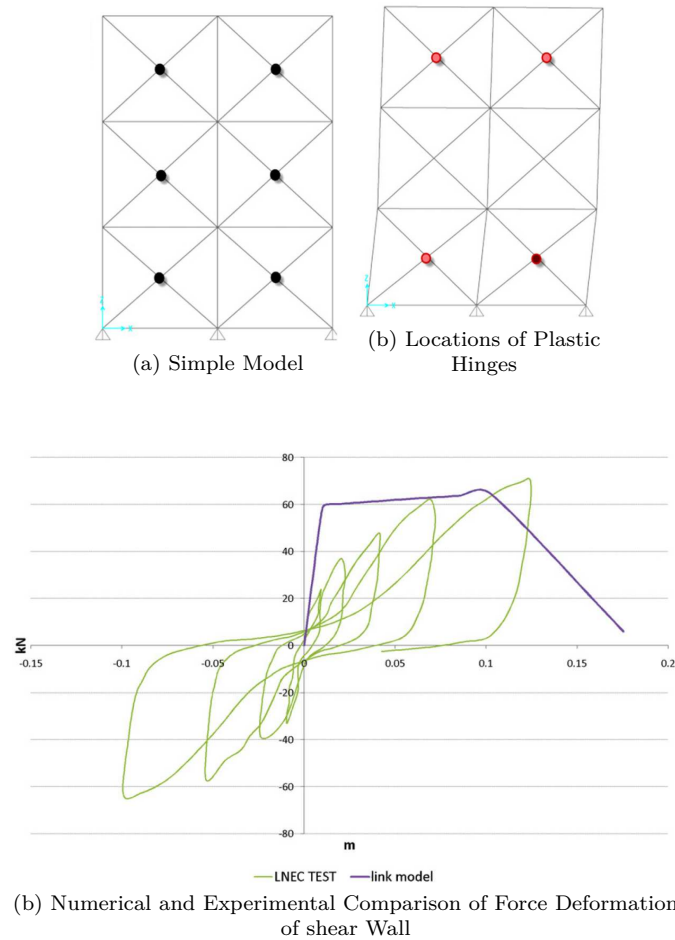 (a) Simple Model
(b) Locations of Plastic
Hinges
80
60
40
20
0
-20
-40
-60
-80
kN
-0.15
-0.1
-0.05
0
0.05
0.1
0.15
0.2
m
LNEC TEST
link model
(b) Numerical and Experimental Comparison of Force Deformation
of shear Wall